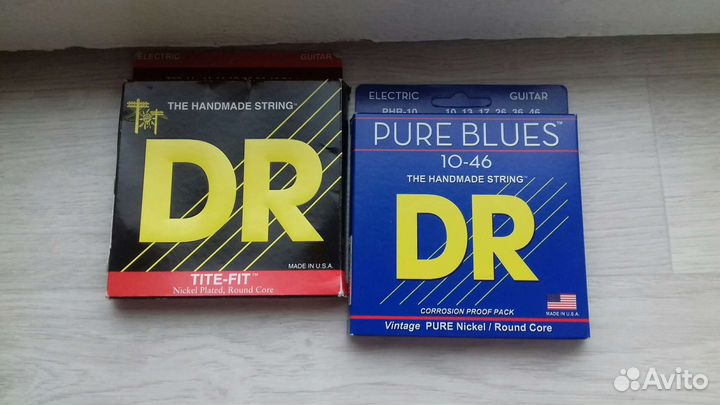 ELECTRIC GUITAR
THE HANDMADE STRING™
DR
MADE IN U.S.A.
TITE-FIT™
Nickel Plated, Round Core
ELECTRIC GUITAR
PHR-10 10 13 17 26 36 46
PURE BLUES™
10-46
THE HANDMADE STRING™
DR
CORROSION PROOF PACK
MADE IN U.S.A.
Vintage PURE Nickel / Round Core
Avito